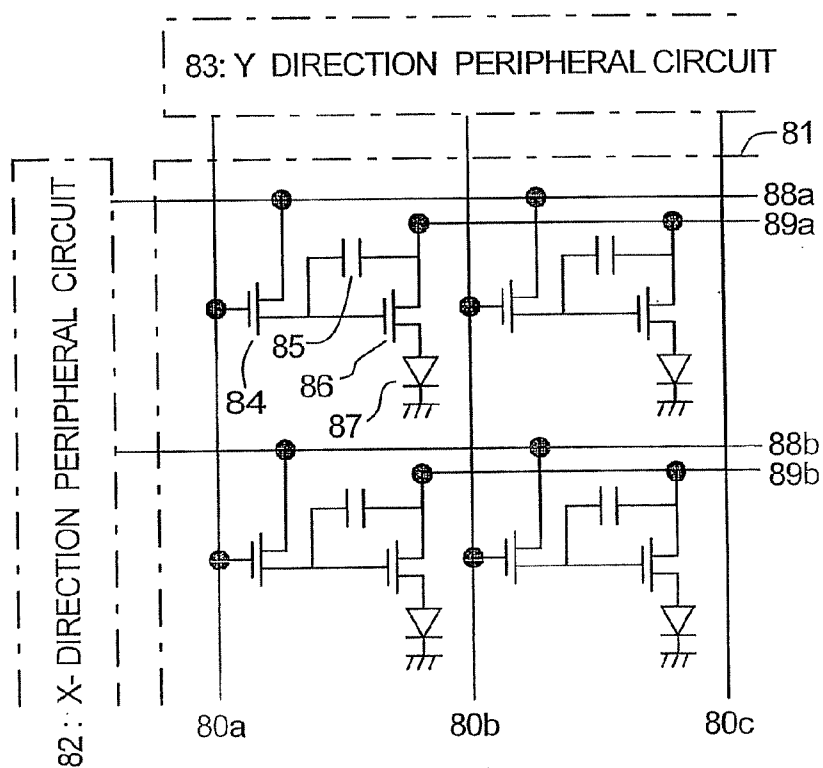 83: Y DIRECTION PERIPHERAL CIRCUIT
81
82: X-DIRECTION PERIPHERAL CIRCUIT
88a
89a
84
85
86
87
88b
89b
80a
80b
80c